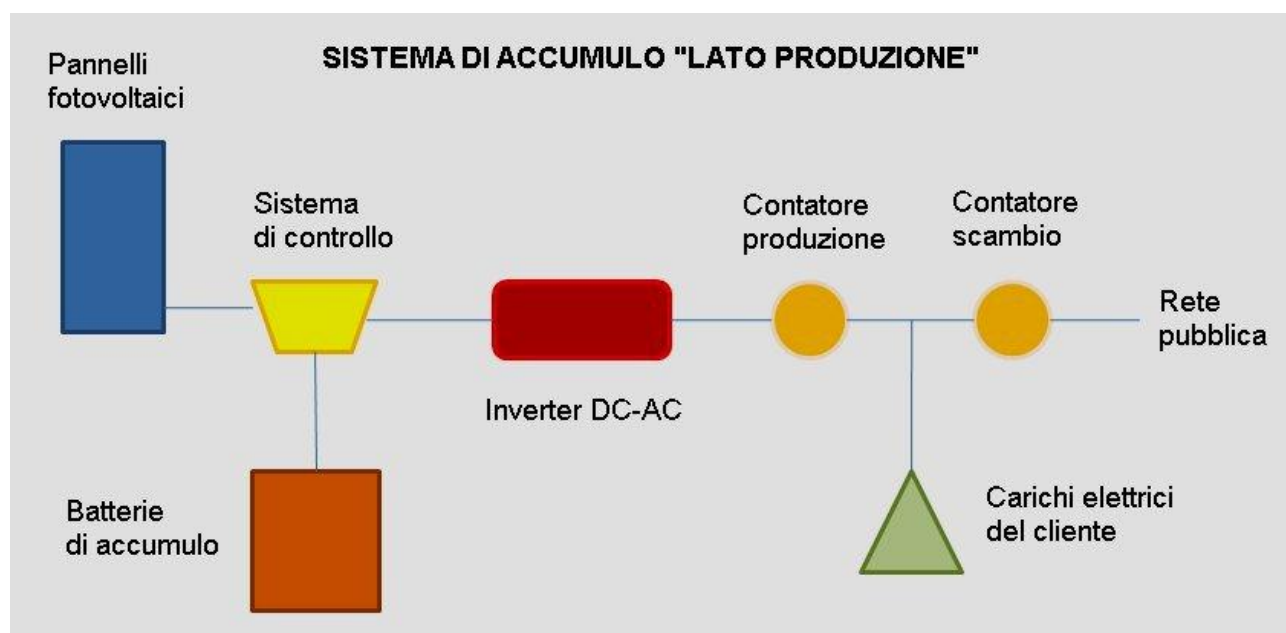 SISTEMA DI ACCUMULO "LATO PRODUZIONE"
Pannelli
fotovoltaici
Sistema
di controllo
Contatore
produzione
Contatore
scambio
Rete
pubblica
Inverter DC-AC
Batterie
di accumulo
Carichi elettrici
del cliente